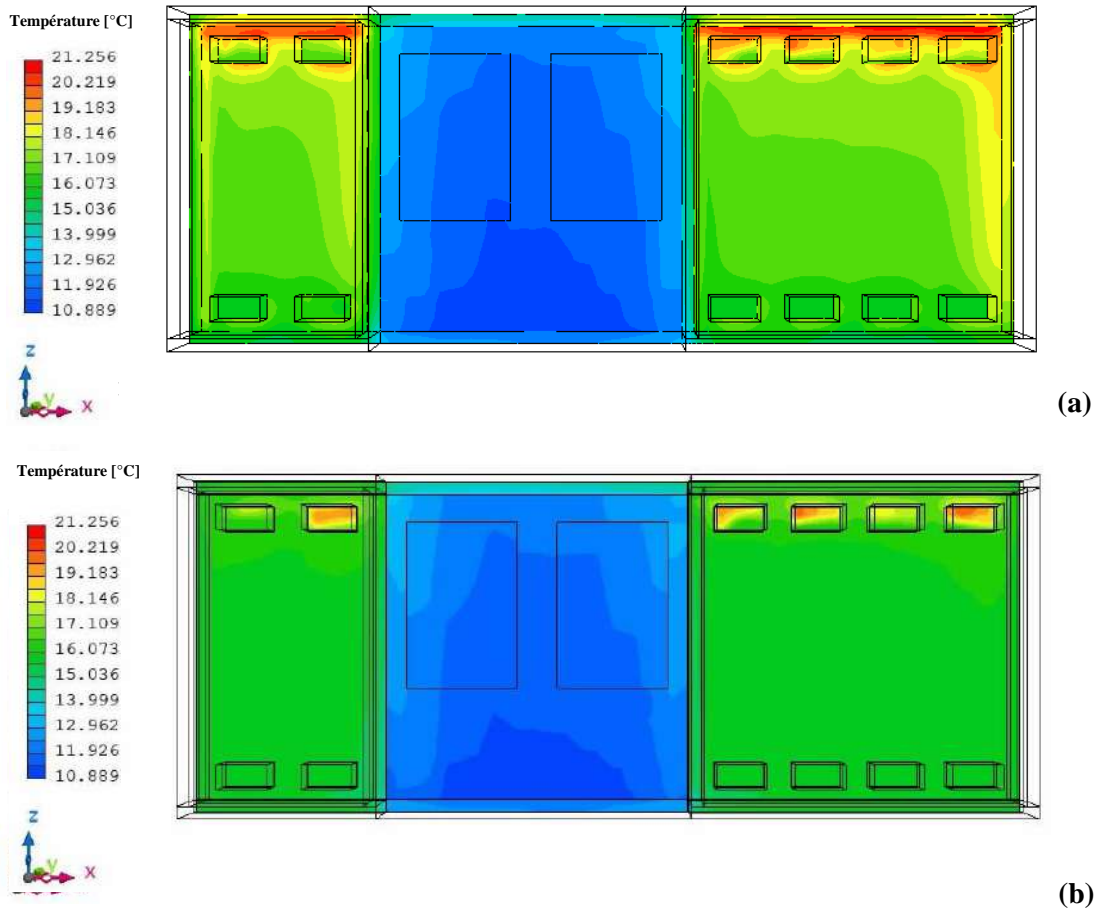 Température [°C]
21.256
20.219
19.183
18.146
17.109
16.073
15.036
13.999
12.962
11.926
10.889
z
y
x
(a)
Température [°C]
21.256
20.219
19.183
18.146
17.109
16.073
15.036
13.999
12.962
11.926
10.889
z
y
x
(b)